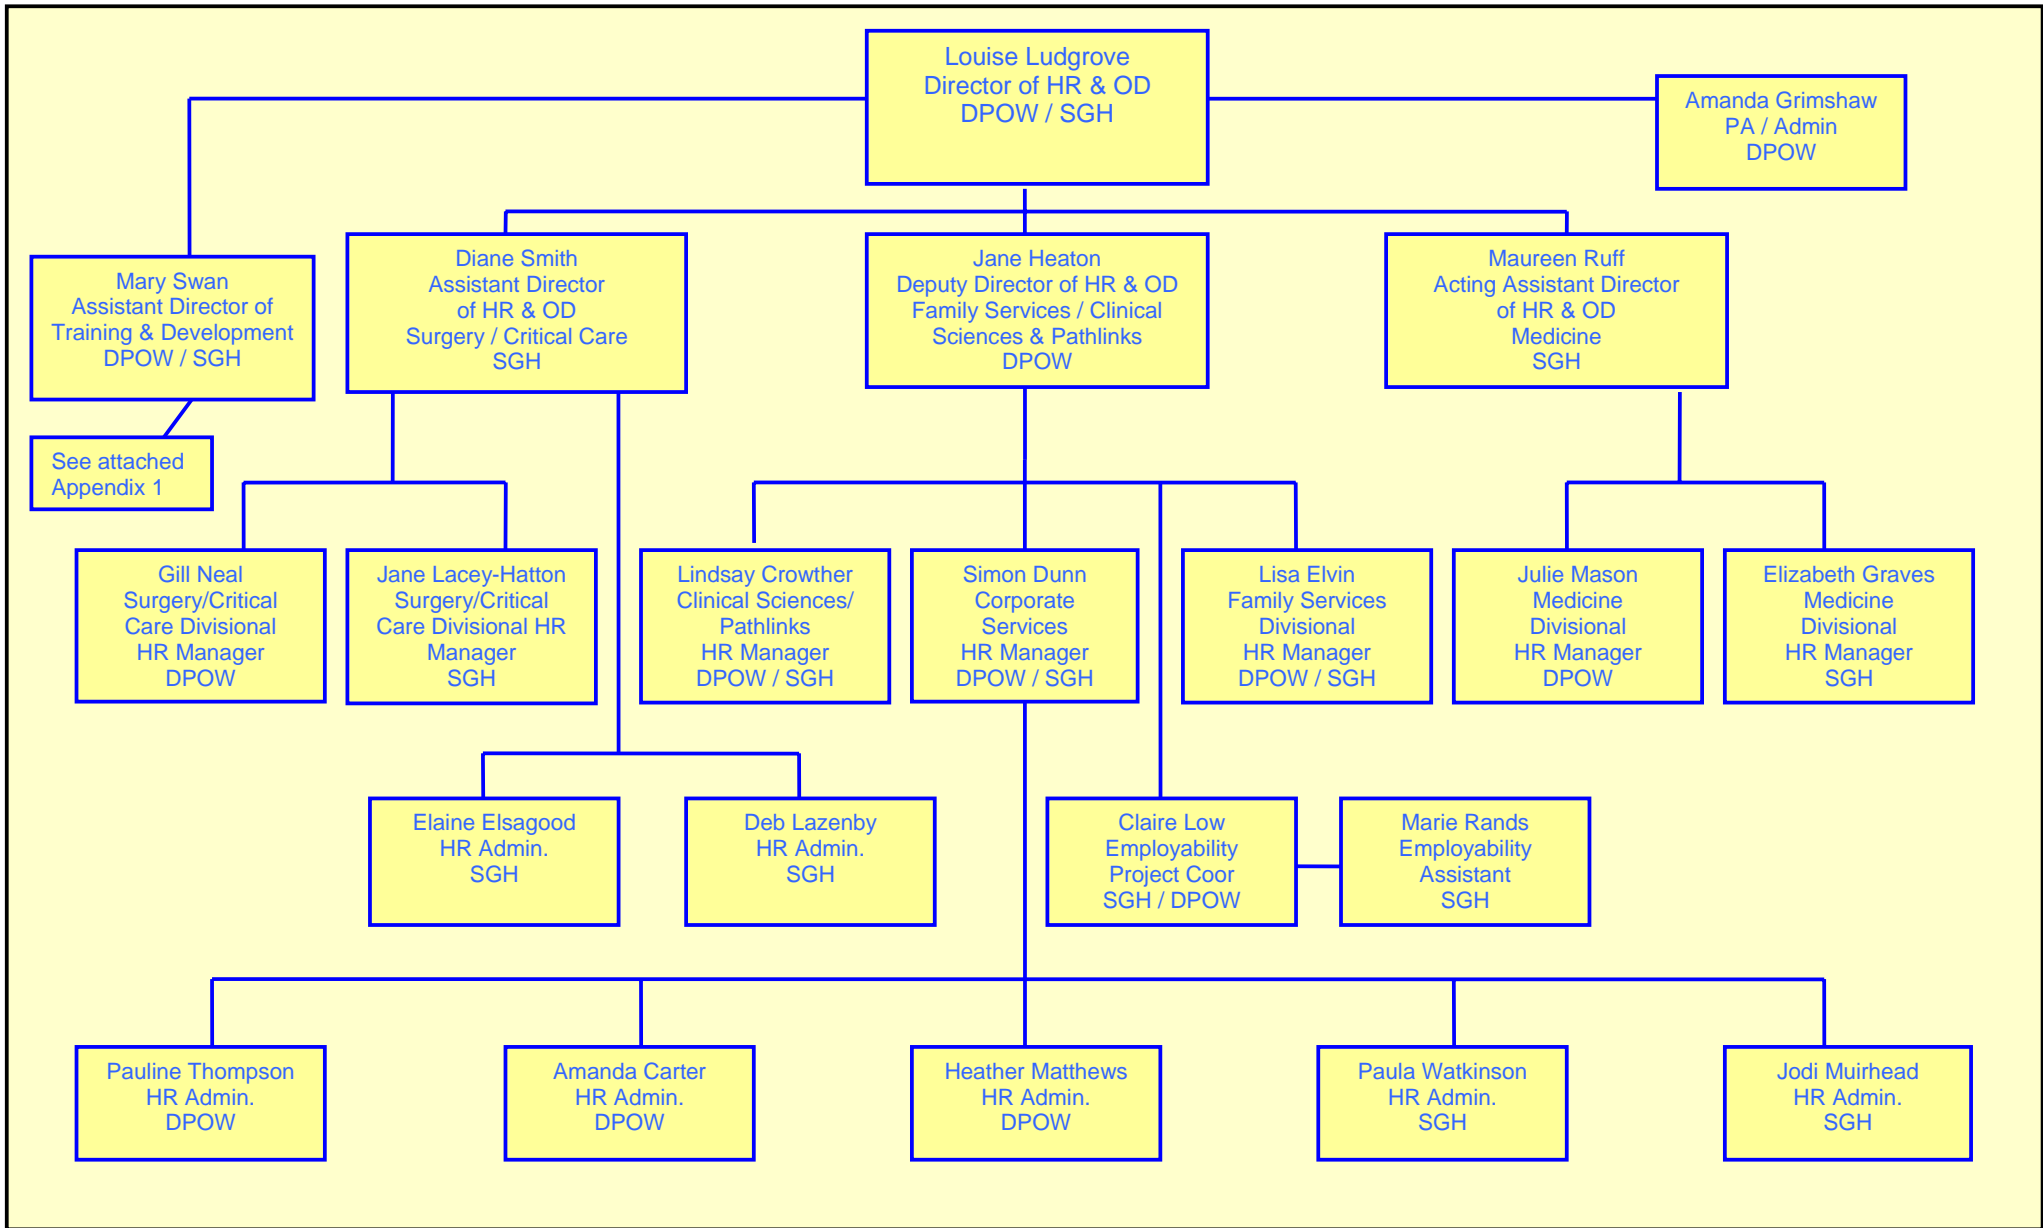 Louise Ludgrove
Director of HR & OD
DPOW / SGH
Amanda Grimshaw
PA / Admin
DPOW
Mary Swan
Assistant Director of
Training & Development
DPOW / SGH
Diane Smith
Assistant Director
of HR & OD
Surgery / Critical Care
SGH
Jane Heaton
Deputy Director of HR & OD
Family Services / Clinical
Sciences & Pathlinks
DPOW
Maureen Ruff
Acting Assistant Director
of HR & OD
Medicine
SGH
See attached
Appendix 1
Gill Neal
Surgery/Critical
Care Divisional
HR Manager
DPOW
Jane Lacey-Hatton
Surgery/Critical
Care Divisional HR
Manager
SGH
Lindsay Crowther
Clinical Sciences/
Pathlinks
HR Manager
DPOW / SGH
Simon Dunn
Corporate
Services
HR Manager
DPOW / SGH
Lisa Elvin
Family Services
Divisional
HR Manager
DPOW / SGH
Julie Mason
Medicine
Divisional
HR Manager
DPOW
Elizabeth Graves
Medicine
Divisional
HR Manager
SGH
Elaine Elsagood
HR Admin.
SGH
Deb Lazenby
HR Admin.
SGH
Claire Low
Employability
Project Coor
SGH / DPOW
Marie Rands
Employability
Assistant
SGH
Pauline Thompson
HR Admin.
DPOW
Amanda Carter
HR Admin.
DPOW
Heather Matthews
HR Admin.
DPOW
Paula Watkinson
HR Admin.
SGH
Jodi Muirhead
HR Admin.
SGH